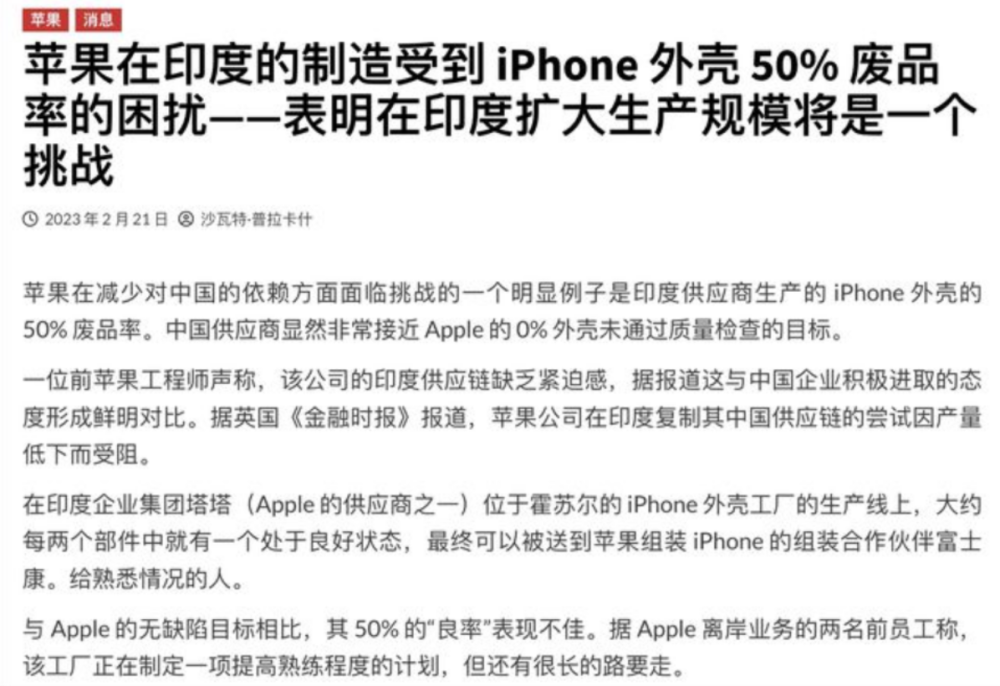 苹果 消息
苹果在印度的制造受到 iPhone 外壳 50% 废品
率的困扰——表明在印度扩大生产规模将是一个
挑战
2023 年 2 月 21 日 沙瓦特·普拉卡什
苹果在减少对中国的依赖方面面临挑战的一个明显例子是印度供应商生产的 iPhone 外壳的
50% 废品率。中国供应商显然非常接近 Apple 的 0% 外壳未通过质量检查的目标。
一位前苹果工程师声称，该公司的印度供应链缺乏紧迫感，据报道这与中国企业积极进取的态
度形成鲜明对比。据英国《金融时报》报道，苹果公司在印度复制其中国供应链的尝试因产量
低下而受阻。
在印度企业集团塔塔（Apple 的供应商之一）位于霍苏尔的 iPhone 外壳工厂的生产线上，大约
每两个部件中就有一个处于良好状态，最终可以被送到苹果组装 iPhone 的组装合作伙伴富士
康。给熟悉情况的人。
与 Apple 的无缺陷目标相比，其 50% 的“良率”表现不佳。据 Apple 离岸业务的两名前员工称，
该工厂正在制定一项提高熟练程度的计划，但还有很长的路要走。